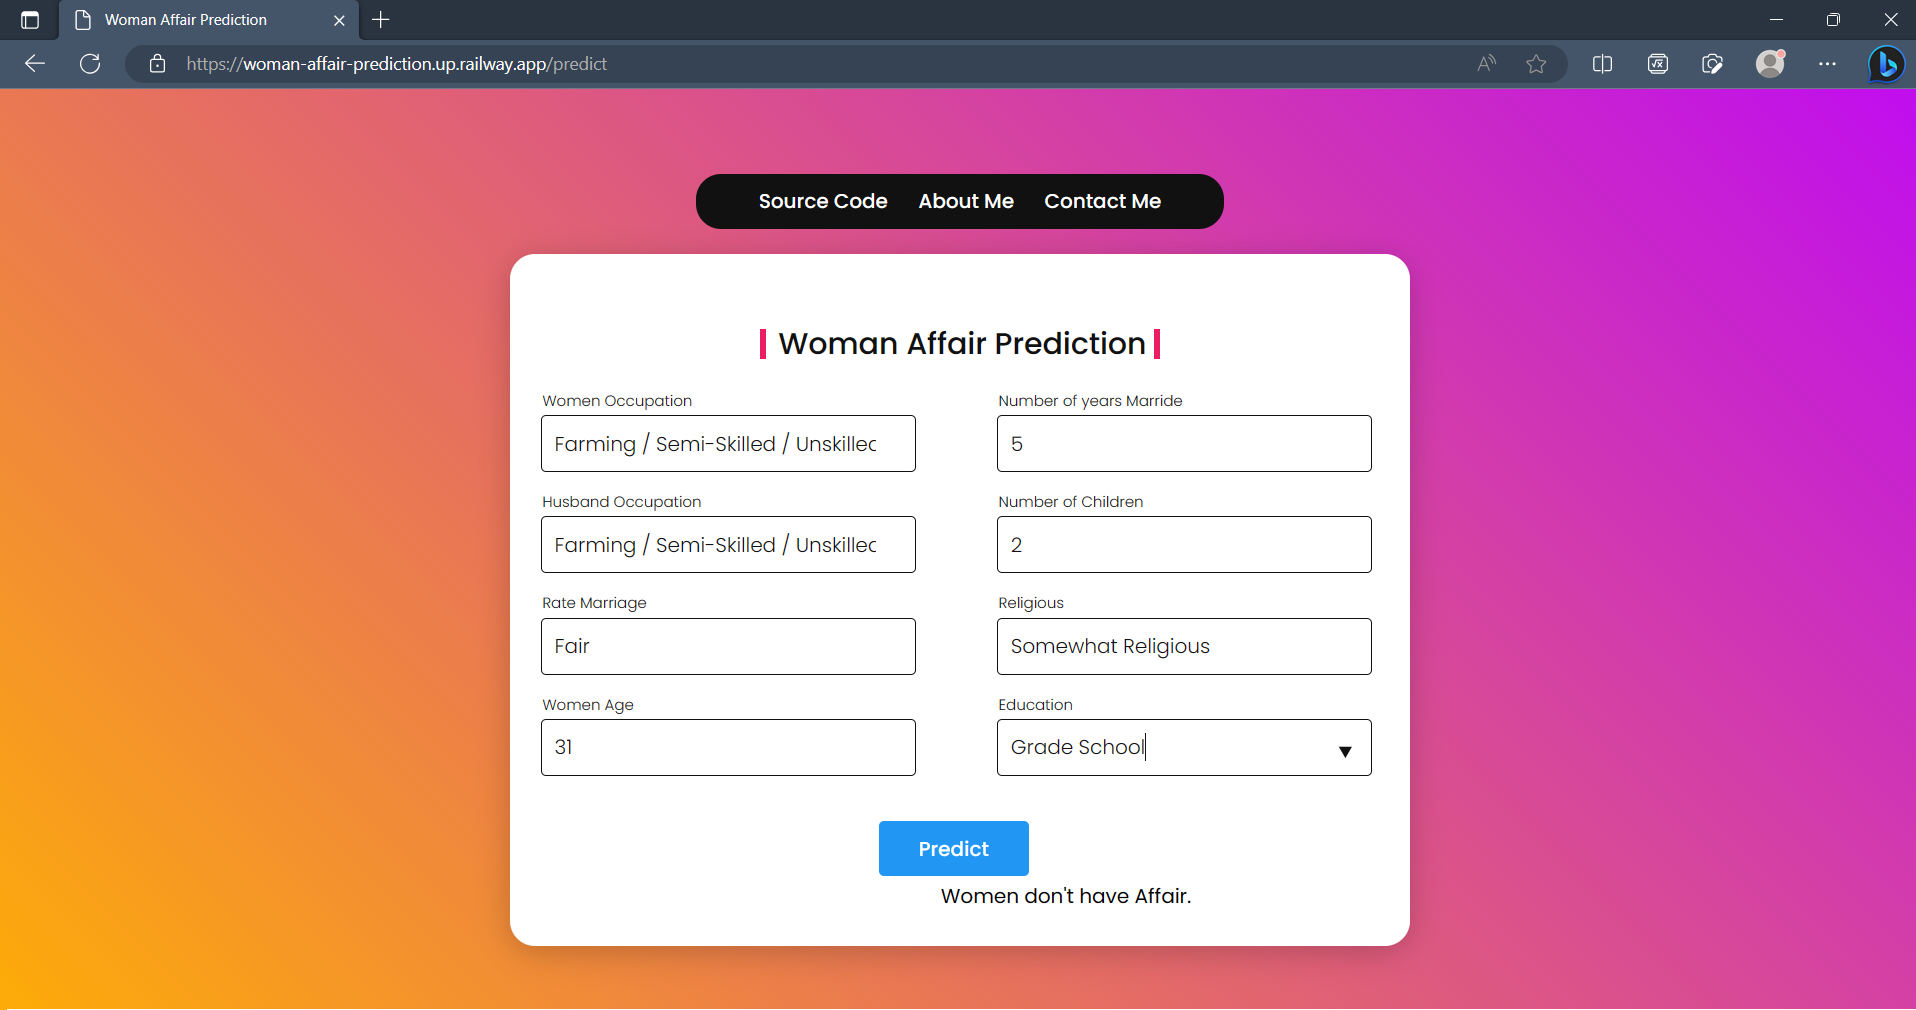 Woman Affair Prediction
https://woman-affair-prediction.up.railway.app/predict
Source Code About Me Contact Me
Woman Affair Prediction
Women Occupation Number of years Marride
Farming / Semi-Skilled / Unskilled 5
Husband Occupation Number of Children
Farming / Semi-Skilled / Unskilled 2
Rate Marriage Religious
Fair Somewhat Religious
Women Age Education
31 Grade School
Predict
Women don't have Affair.